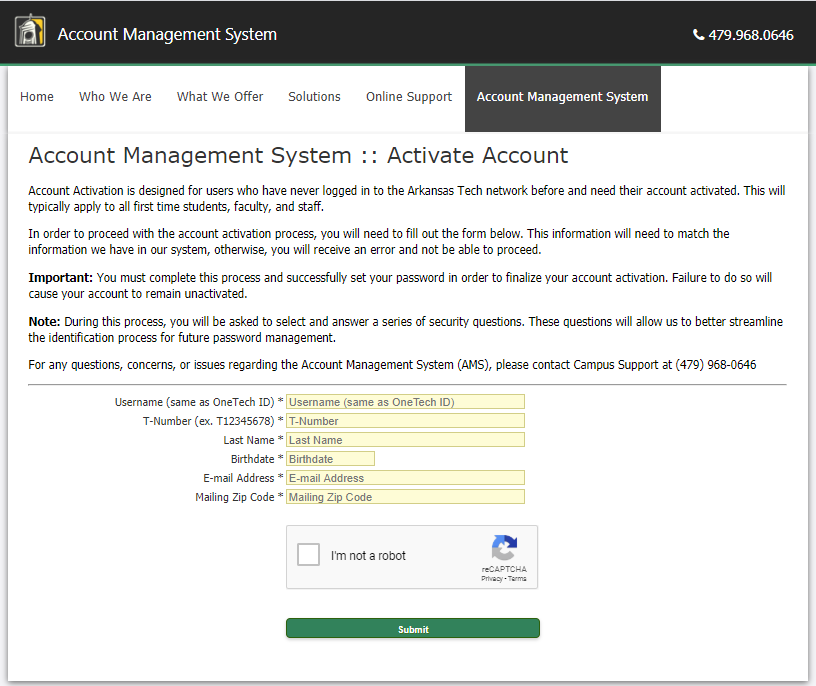 Account Management System
479.968.0646
Home Who We Are What We Offer Solutions Online Support Account Management System
Account Management System :: Activate Account
Account Activation is designed for users who have never logged in to the Arkansas Tech network before and need their account activated. This will
typically apply to all first time students, faculty, and staff.
In order to proceed with the account activation process, you will need to fill out the form below. This information will need to match the
information we have in our system, otherwise, you will receive an error and not be able to proceed.
Important: You must complete this process and successfully set your password in order to finalize your account activation. Failure to do so will
cause your account to remain unactivated.
Note: During this process, you will be asked to select and answer a series of security questions. These questions will allow us to better streamline
the identification process for future password management.
For any questions, concerns, or issues regarding the Account Management System (AMS), please contact Campus Support at (479) 968-0646
Username (same as OneTech ID) * Username (same as OneTech ID)
T-Number (ex. T12345678) * T-Number
Last Name * Last Name
Birthdate * Birthdate
E-mail Address * E-mail Address
Mailing Zip Code * Mailing Zip Code
I'm not a robot
reCAPTCHA
Privacy - Terms
Submit